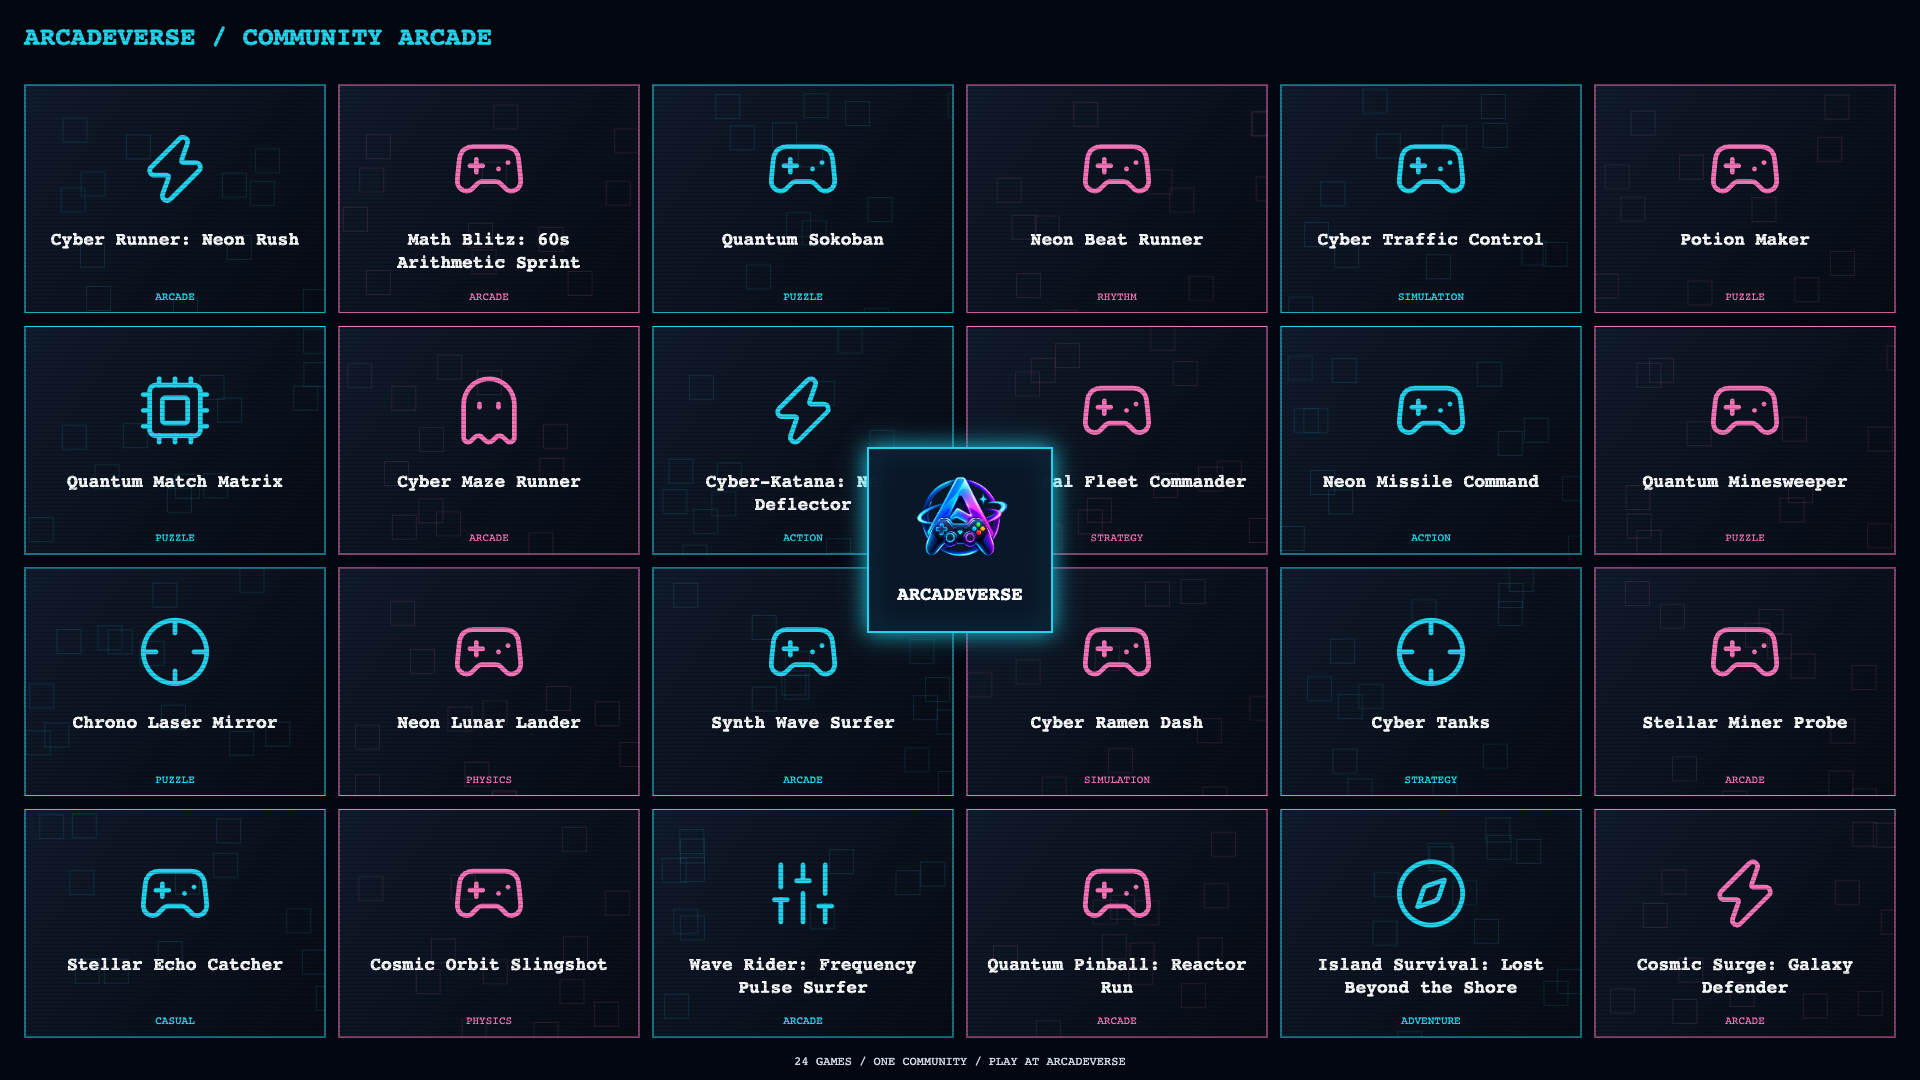 ARCADEVERSE / COMMUNITY ARCADE
Cyber Runner: Neon Rush
ARCADE
Math Blitz: 60s
Arithmetic Sprint
ARCADE
Quantum Sokoban
PUZZLE
Neon Beat Runner
RHYTHM
Cyber Traffic Control
SIMULATION
Potion Maker
PUZZLE
Quantum Match Matrix
PUZZLE
Cyber Maze Runner
ARCADE
Cyber-Katana:
Deflector
ACTION
Fleet Commander
STRATEGY
Neon Missile Command
ACTION
Quantum Minesweeper
PUZZLE
ARCADEVERSE
Chrono Laser Mirror
PUZZLE
Neon Lunar Lander
PHYSICS
Synth Wave Surfer
ARCADE
Cyber Ramen Dash
SIMULATION
Cyber Tanks
STRATEGY
Stellar Miner Probe
ARCADE
Stellar Echo Catcher
CASUAL
Cosmic Orbit Slingshot
PHYSICS
Wave Rider: Frequency
Pulse Surfer
ARCADE
Quantum Pinball: Reactor
Run
ARCADE
Island Survival: Lost
Beyond the Shore
ADVENTURE
Cosmic Surge: Galaxy
Defender
ARCADE
24 GAMES / ONE COMMUNITY / PLAY AT ARCADEVERSE